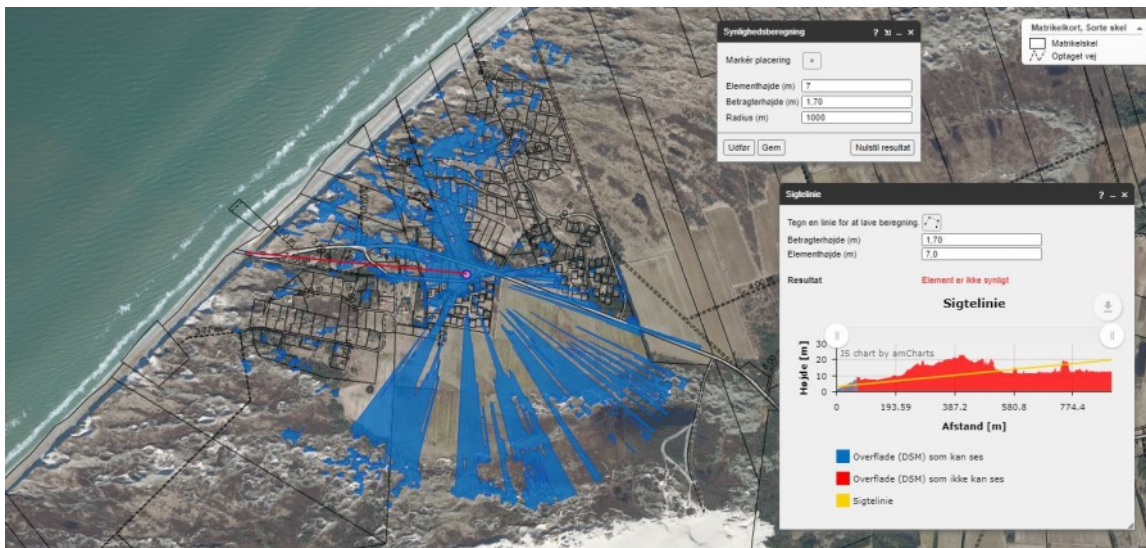 Synlighedsberegning
Markér placering
Elementhøjde (m) 7
Betragterhøjde (m) 1,70
Radius (m) 1000
Udfør Gem Nulstil resultat
Matrikelkort, Sorte skel
Matrikelskel
Optaget vej
Sigtelinie
Tegn en linie for at lave beregning.
Betragterhøjde (m) 1,70
Elementhøjde (m) 7,0
Resultat Element er ikke synligt
Sigtelinie
JS chart by amCharts
Højde [m]
30
20
10
0
0 193.59 387.2 580.8 774.4
Afstand [m]
Overflade (DSM) som kan ses
Overflade (DSM) som ikke kan ses
Sigtelinie